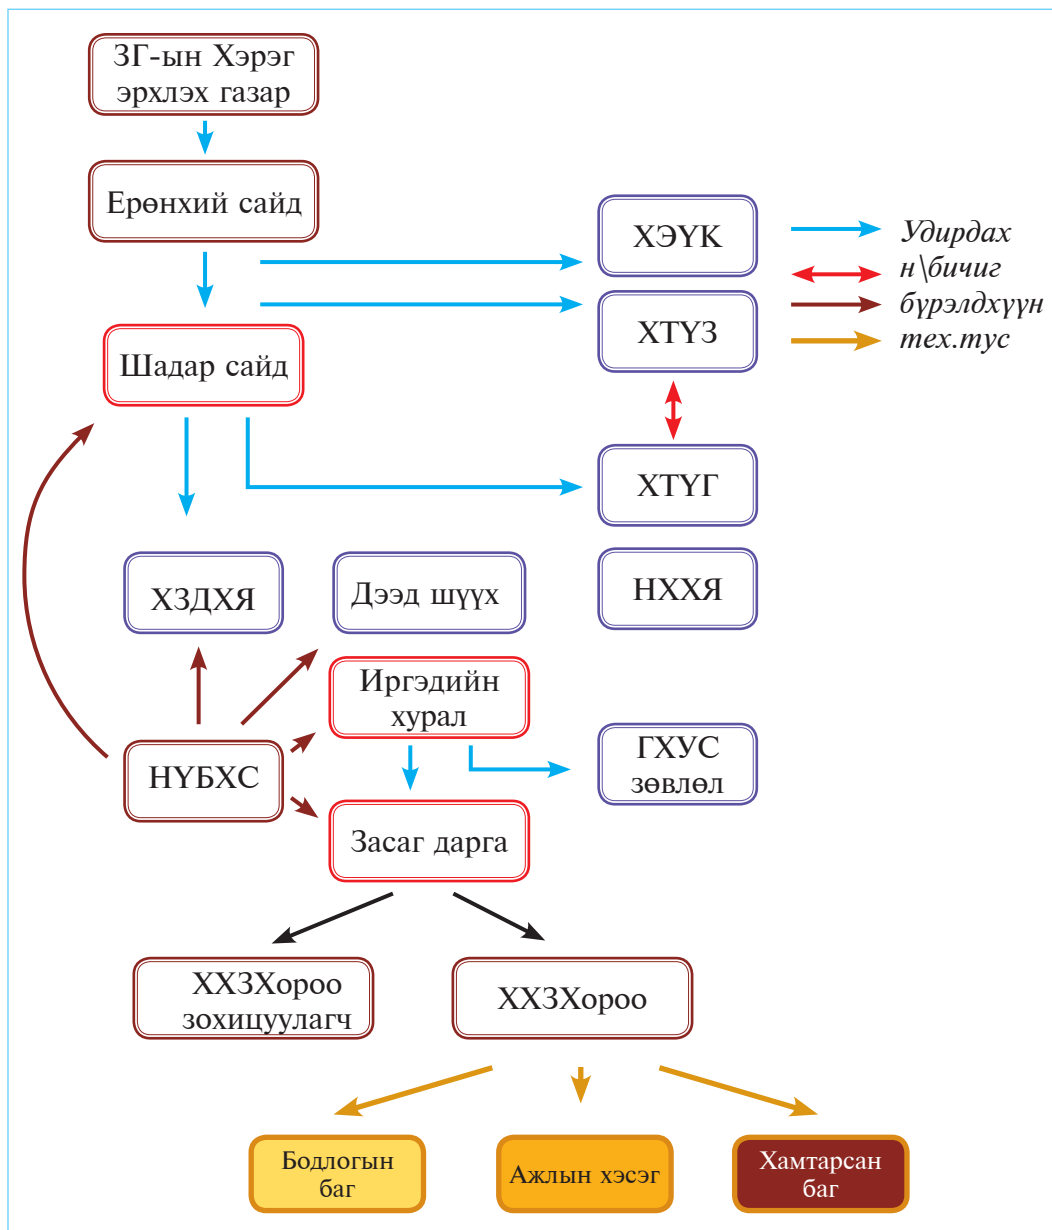 ЗГ-ын Хэрэг
эрхлэх газар
Ерөнхий сайд
ХЭҮК
Удирдах
н\бичиг
бүрэлдхүүн
тех.тус
ХТҮЗ
Шадар сайд
ХТҮГ
ХЗДХЯ
Дээд шүүх
НХХЯ
Иргэдийн
хурал
НҮБХС
ГХУС
зөвлөл
Засаг дарга
ХХЗХороо
зохицуулагч
ХХЗХороо
Бодлогын
баг
Ажлын хэсэг
Хамтарсан
баг